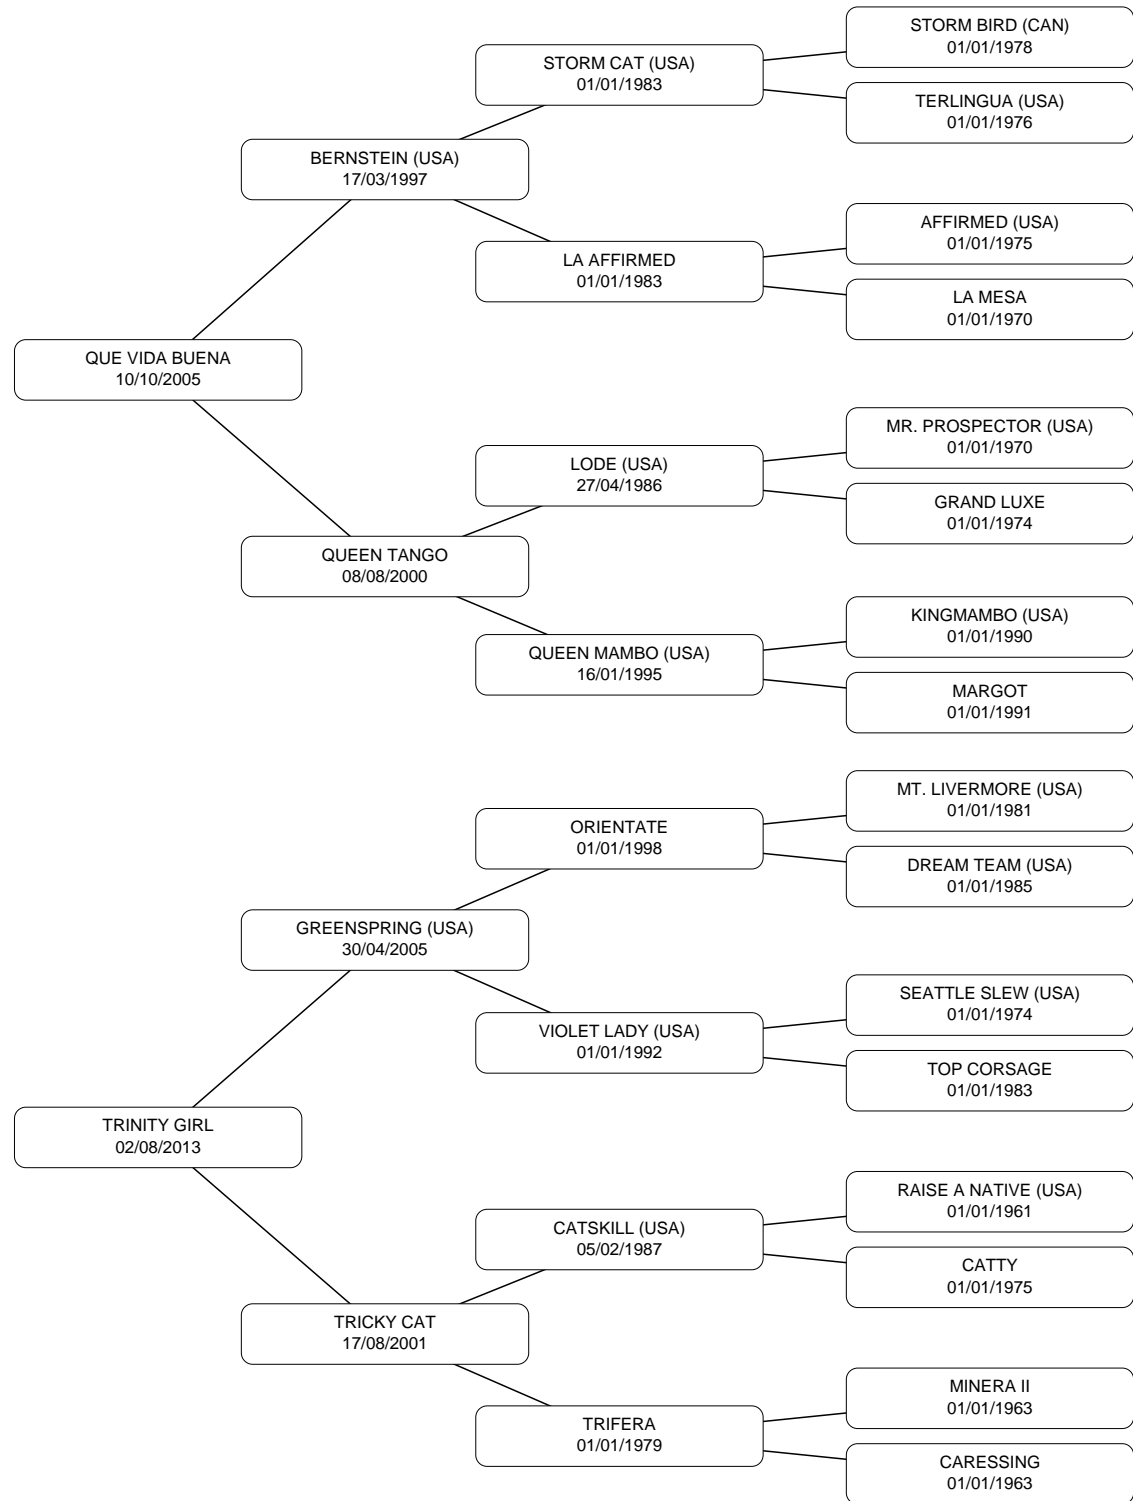 STORM BIRD (CAN)
01/01/1978
STORM CAT (USA)
01/01/1983
TERLINGUA (USA)
01/01/1976
BERNSTEIN (USA)
17/03/1997
AFFIRMED (USA)
01/01/1975
LA AFFIRMED
01/01/1983
LA MESA
01/01/1970
QUE VIDA BUENA
10/10/2005
MR. PROSPECTOR (USA)
01/01/1970
LODE (USA)
27/04/1986
GRAND LUXE
01/01/1974
QUEEN TANGO
08/08/2000
KINGMAMBO (USA)
01/01/1990
QUEEN MAMBO (USA)
16/01/1995
MARGOT
01/01/1991
MT. LIVERMORE (USA)
01/01/1981
ORIENTATE
01/01/1998
DREAM TEAM (USA)
01/01/1985
GREENSPRING (USA)
30/04/2005
SEATTLE SLEW (USA)
01/01/1974
VIOLET LADY (USA)
01/01/1992
TOP CORSAGE
01/01/1983
TRINITY GIRL
02/08/2013
RAISE A NATIVE (USA)
01/01/1961
CATSKILL (USA)
05/02/1987
CATTY
01/01/1975
TRICKY CAT
17/08/2001
MINERA II
01/01/1963
TRIFERA
01/01/1979
CARESSING
01/01/1963